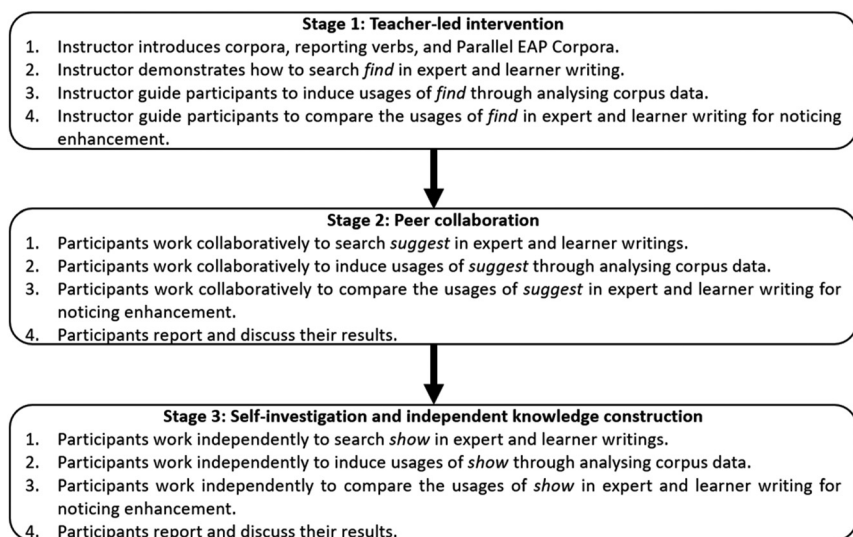 Stage 1: Teacher-led intervention
1. Instructor introduces corpora, reporting verbs, and Parallel EAP Corpora.
2. Instructor demonstrates how to search find in expert and learner writing.
3. Instructor guide participants to induce usages of find through analysing corpus data.
4. Instructor guide participants to compare the usages of find in expert and learner writing for noticing
enhancement.
Stage 2: Peer collaboration
1. Participants work collaboratively to search suggest in expert and learner writings.
2. Participants work collaboratively to induce usages of suggest through analysing corpus data.
3. Participants work collaboratively to compare the usages of suggest in expert and learner writing for
noticing enhancement.
4. Participants report and discuss their results.
Stage 3: Self-investigation and independent knowledge construction
1. Participants work independently to search show in expert and learner writings.
2. Participants work independently to induce usages of show through analysing corpus data.
3. Participants work independently to compare the usages of show in expert and learner writing for
noticing enhancement.
4. Participants report and discuss their results.